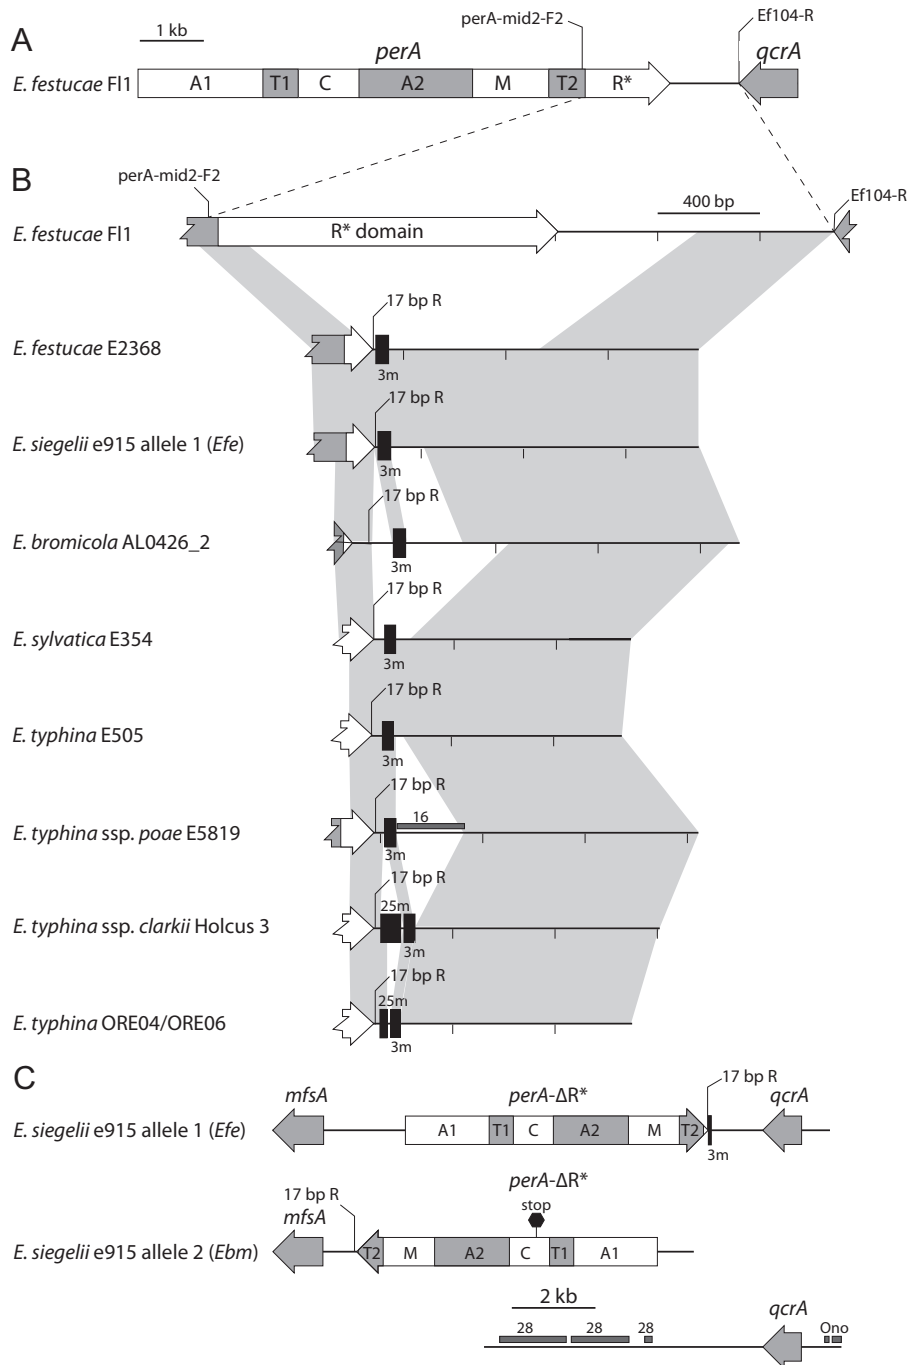 A
1 kb
perA-mid2-F2
Ef104-R
perA
qcrA
E. festucae Fl1
A1 T1 C A2 M T2 R*
B
perA-mid2-F2
400 bp
Ef104-R
E. festucae Fl1
R* domain
17 bp R
E. festucae E2368
3m
17 bp R
E. siegelii e915 allele 1 (Efe)
3m
17 bp R
E. bromicola AL0426_2
3m
17 bp R
E. sylvatica E354
3m
17 bp R
E. typhina E505
3m
17 bp R
16
E. typhina ssp. poae E5819
3m
17 bp R
25m
E. typhina ssp. clarkii Holcus 3
3m
17 bp R
25m
E. typhina ORE04/ORE06
3m
C
17 bp R
mfsA
perA-ΔR*
qcrA
E. siegelii e915 allele 1 (Efe)
A1 T1 C A2 M T2
3m
perA-ΔR*
17 bp R
stop
mfsA
E. siegelii e915 allele 2 (Ebm)
T2 M A2 C T1 A1
2 kb
qcrA
28 28 28 Ono